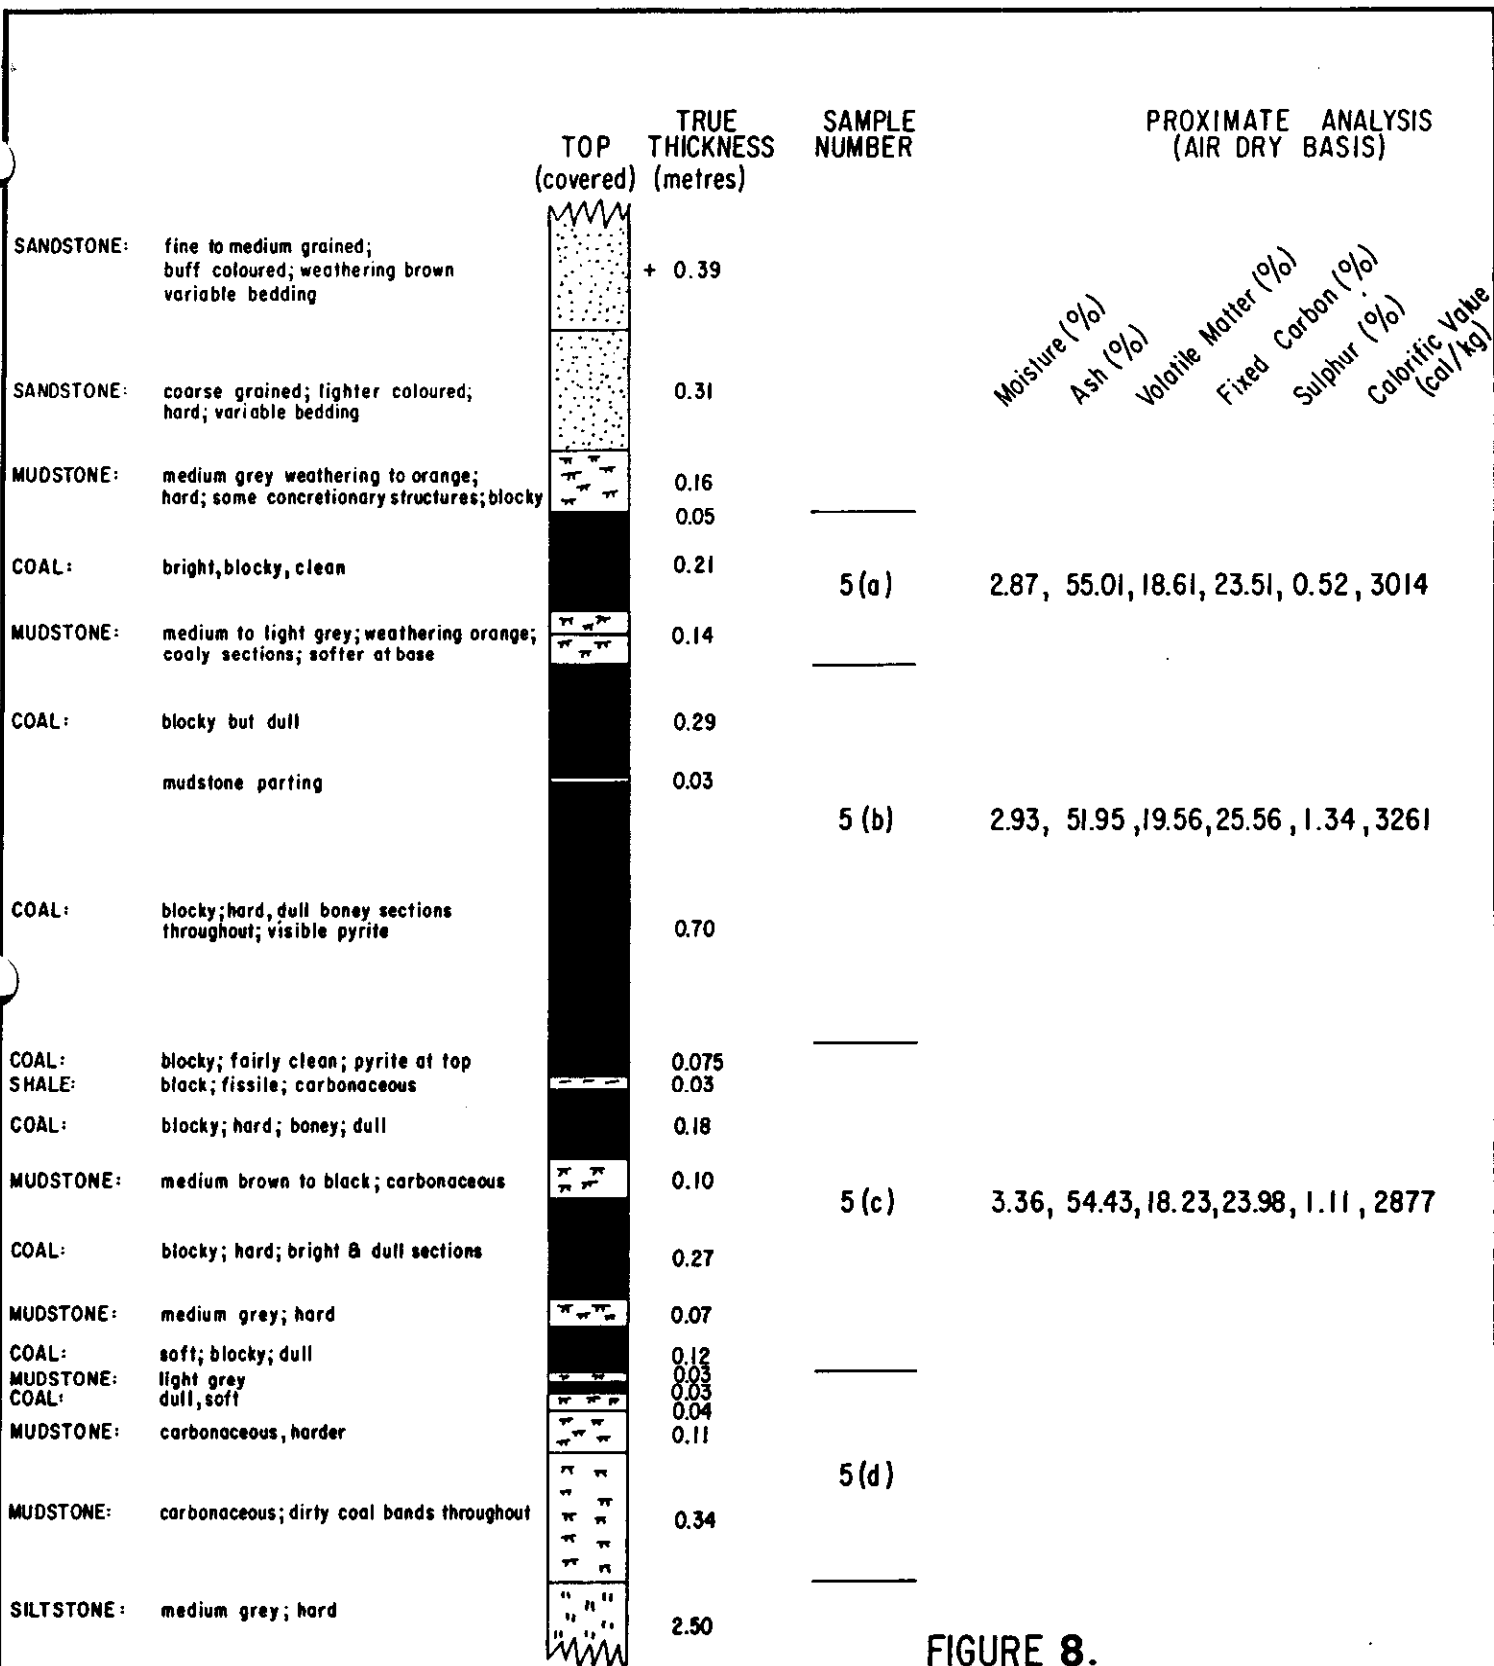 TOP
(covered)
TRUE
THICKNESS
(metres)
SAMPLE
NUMBER
PROXIMATE ANALYSIS
(AIR DRY BASIS)
Moisture (%)
Ash (%)
Volatile Matter (%)
Fixed Carbon (%)
Sulphur (%)
Calorific Value
(cal/kg)
SANDSTONE: fine to medium grained;
buff coloured; weathering brown
variable bedding
+ 0.39
SANDSTONE: coarse grained; lighter coloured;
hard; variable bedding
0.31
MUDSTONE: medium grey weathering to orange;
hard; some concretionary structures; blocky
0.16
0.05
COAL: bright, blocky, clean 0.21
5(a) 2.87, 55.01, 18.61, 23.51, 0.52, 3014
MUDSTONE: medium to light grey; weathering orange;
coaly sections; softer at base
0.14
COAL: blocky but dull 0.29
mudstone parting 0.03
5(b) 2.93, 51.95, 19.56, 25.56, 1.34, 3261
COAL: blocky; hard, dull boney sections
throughout; visible pyrite
0.70
COAL: blocky; fairly clean; pyrite at top 0.075
SHALE: black; fissile; carbonaceous 0.03
COAL: blocky; hard; boney; dull 0.18
MUDSTONE: medium brown to black; carbonaceous 0.10
5(c) 3.36, 54.43, 18.23, 23.98, 1.11, 2877
COAL: blocky; hard; bright & dull sections 0.27
MUDSTONE: medium grey; hard 0.07
COAL: soft; blocky; dull 0.12
MUDSTONE: light grey 0.03
COAL: dull, soft 0.03
0.04
MUDSTONE: carbonaceous, harder 0.11
5(d)
MUDSTONE: carbonaceous; dirty coal bands throughout 0.34
SILTSTONE: medium grey; hard 2.50
FIGURE 8.